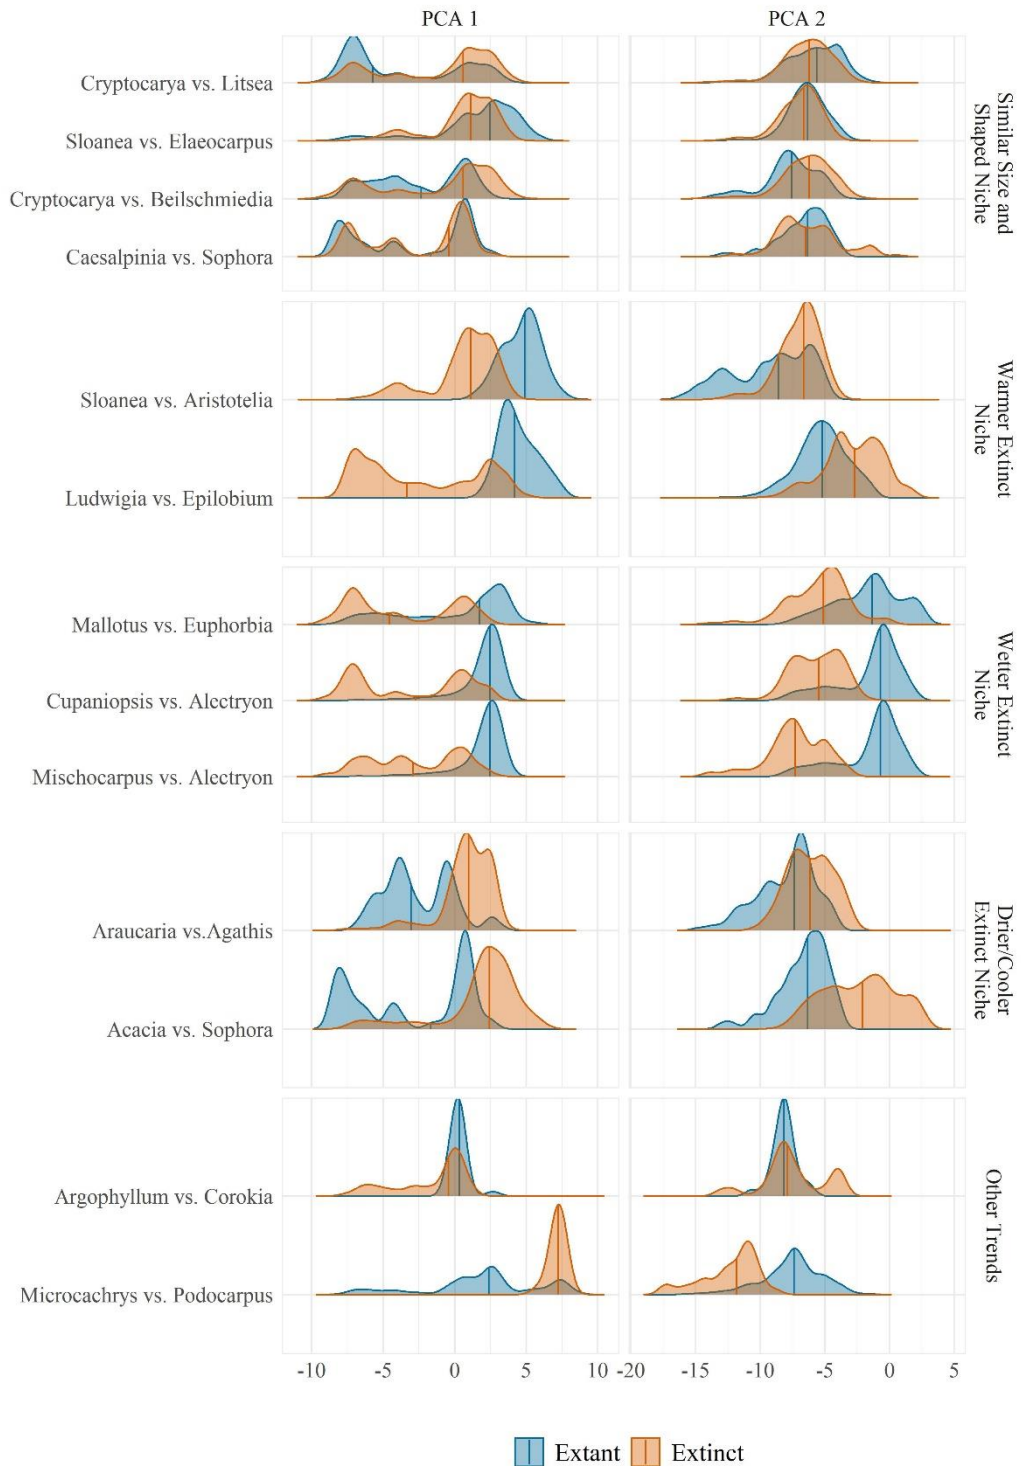 PCA 1
PCA 2
Cryptocarya vs. Litsea
Sloanea vs. Elaeocarpus
Cryptocarya vs. Beilschmiedia
Caesalpinia vs. Sophora
Similar Size and
Shaped Niche
Sloanea vs. Aristotelia
Ludwigia vs. Epilobium
Warmer Extinct
Niche
Mallotus vs. Euphorbia
Cupaniopsis vs. Alectryon
Mischocarpus vs. Alectryon
Wetter Extinct
Niche
Araucaria vs.Agathis
Acacia vs. Sophora
Drier/Cooler
Extinct Niche
Argophyllum vs. Corokia
Microcachrys vs. Podocarpus
Other Trends
-10 -5 0 5 10 -20 -15 -10 -5 0 5
Extant Extinct